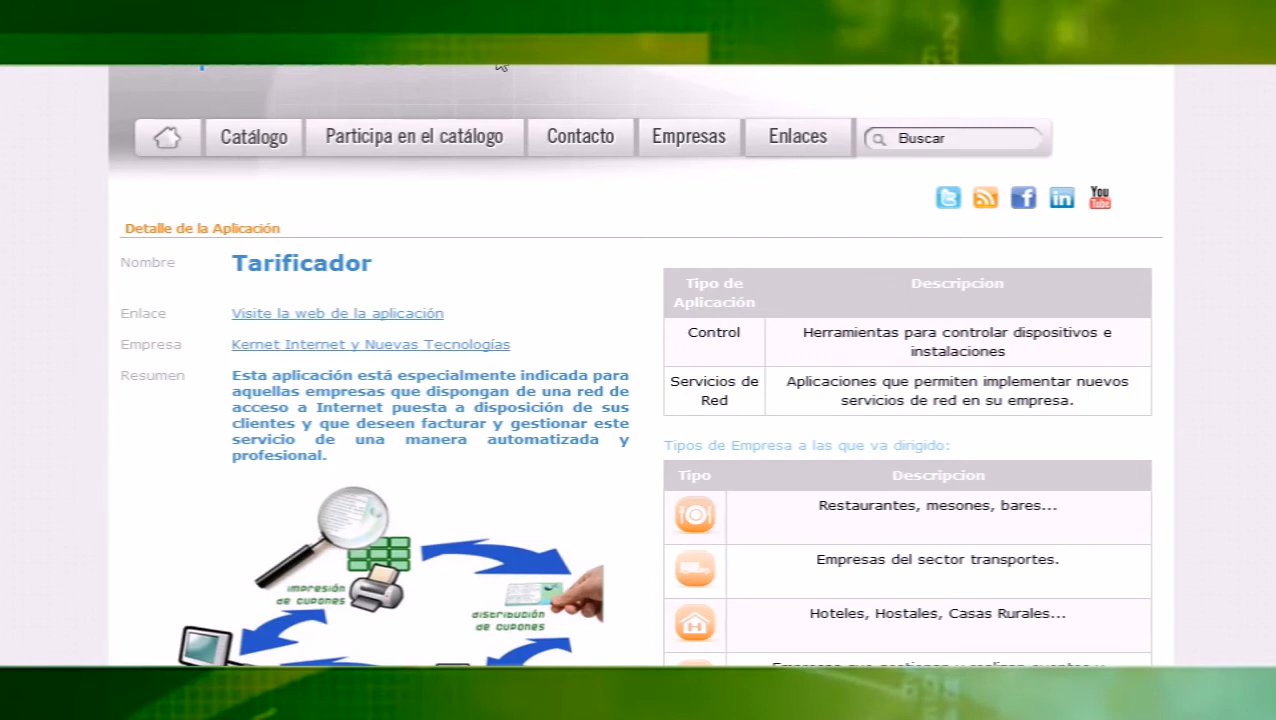 Catálogo
Participa en el catálogo
Contacto
Empresas
Enlaces
Buscar
You
Tube
Detalle de la Aplicación
Nombre
Tarificador
Enlace
Visite la web de la aplicación
Empresa
Kernet Internet y Nuevas Tecnologías
Resumen
Esta aplicación está especialmente indicada para
aquellas empresas que dispongan de una red de
acceso a Internet puesta a disposición de sus
clientes y que deseen facturar y gestionar este
servicio de una manera automatizada y
profesional.
impresión
de cupones
distribución
de cupones
Tipo de
Aplicación
Descripcion
Control
Herramientas para controlar dispositivos e
instalaciones
Servicios de
Red
Aplicaciones que permiten implementar nuevos
servicios de red en su empresa.
Tipos de Empresa a las que va dirigido:
Tipo
Descripcion
Restaurantes, mesones, bares...
Empresas del sector transportes.
H
Hoteles, Hostales, Casas Rurales...